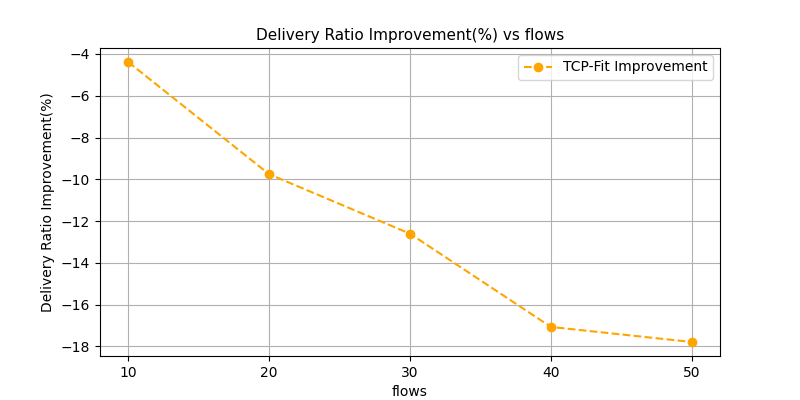 Delivery Ratio Improvement(%) vs flows
TCP-Fit Improvement
Delivery Ratio Improvement(%)
−4
−6
−8
−10
−12
−14
−16
−18
10 20 30 40 50
flows